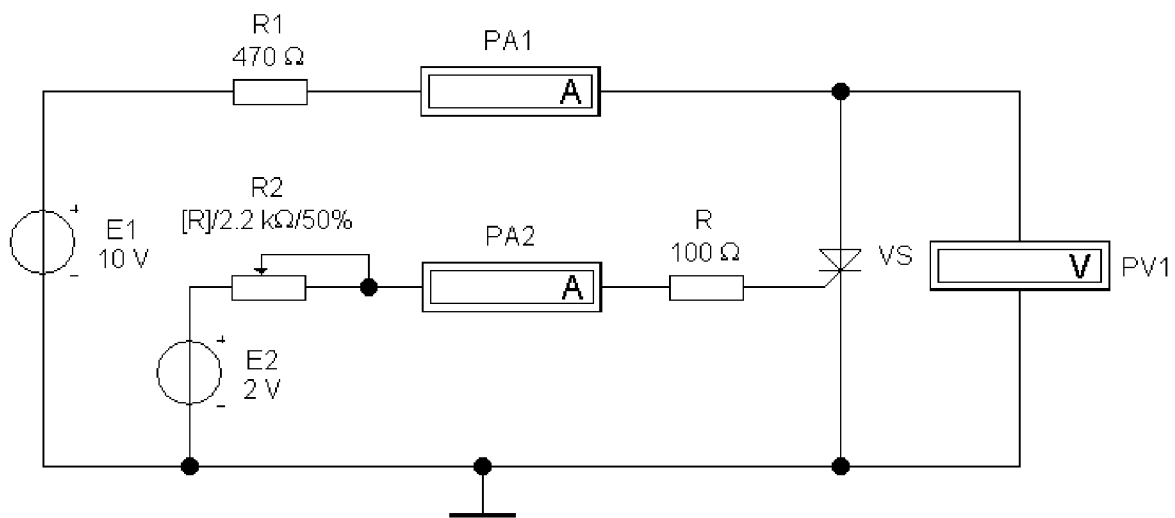 R1
470 Ω
PA1
A
R2
[R]/2.2 kΩ/50%
PA2
A
R
100 Ω
VS
V
PV1
+
E1
10 V
-
+
E2
2 V
-